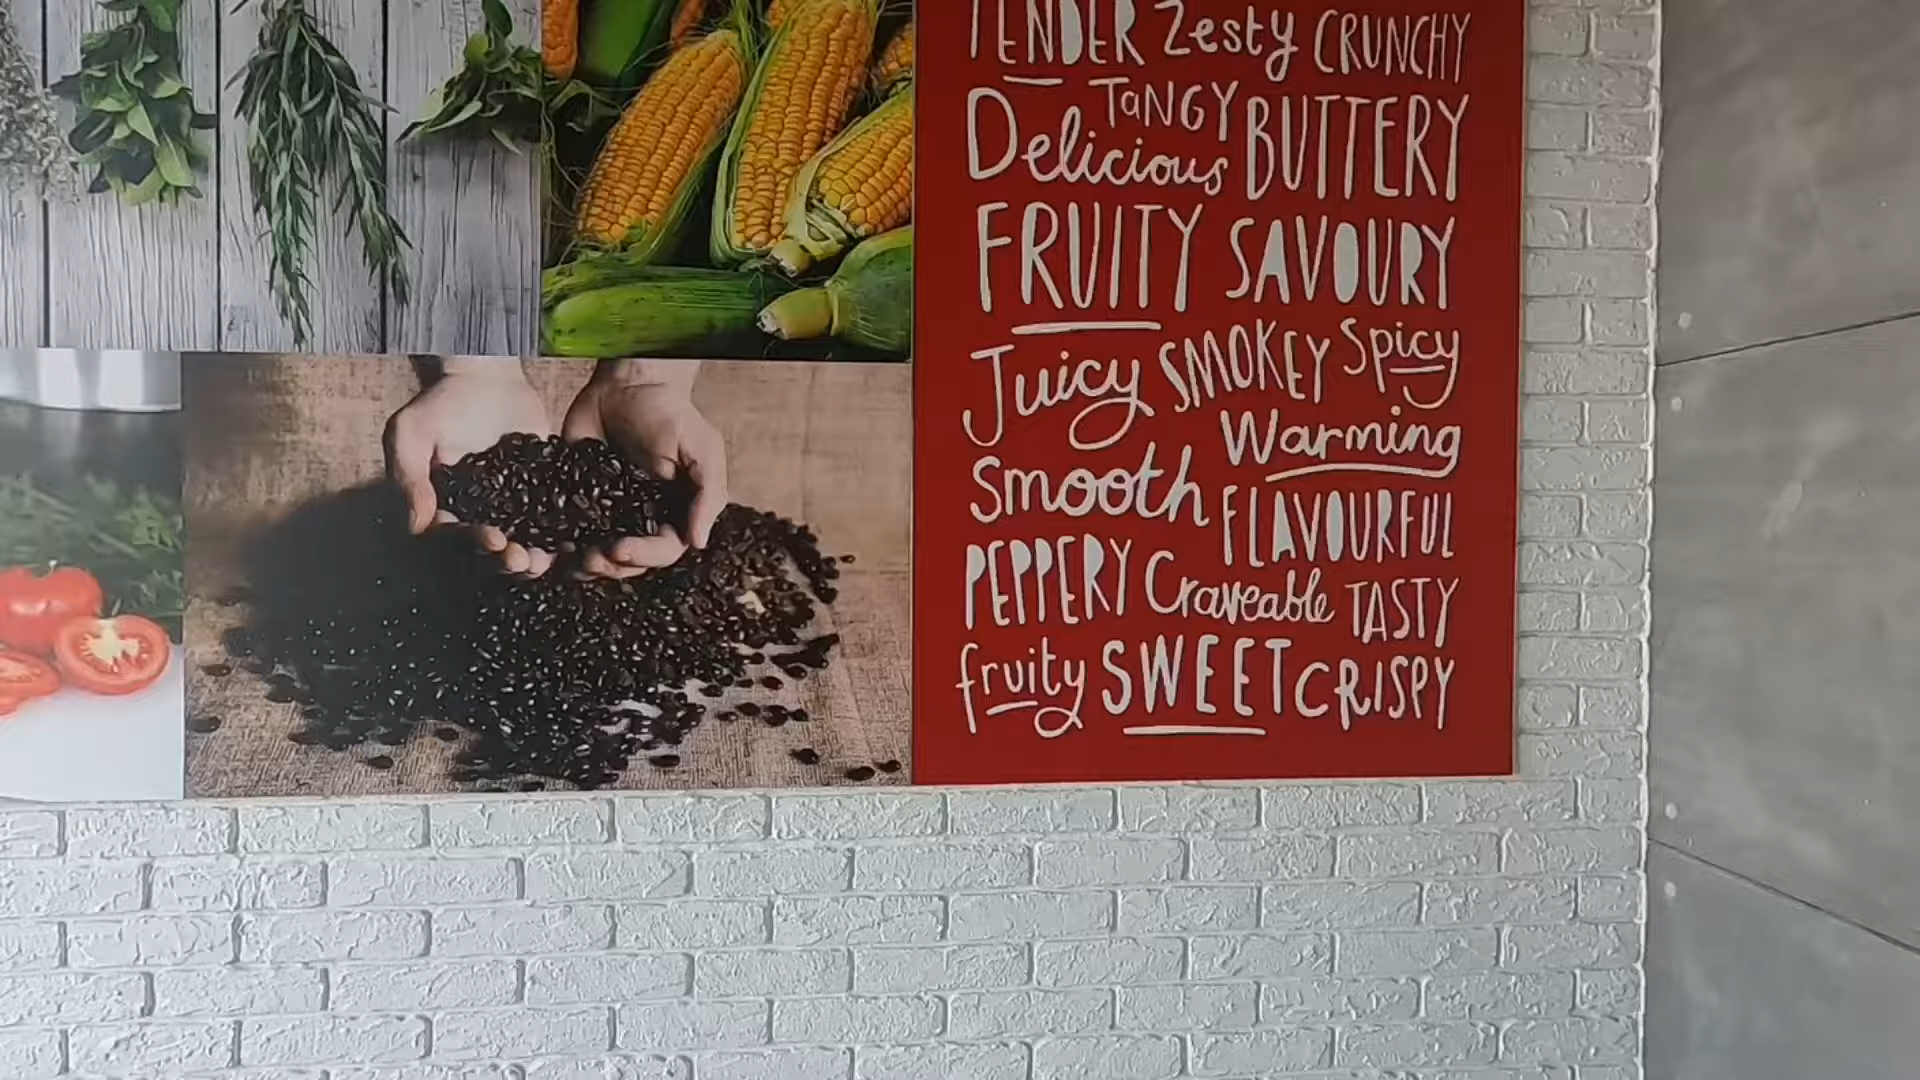 TENDER Zesty CRUNCHY
TaNGY
Delicious BUTTERY
FRUITY SAVOURY
Juicy SMOKEY Spicy
Warming
Smooth FLAVOURFUL
PEPPERY Craveable TASTY
fruity SWEET CRISPY